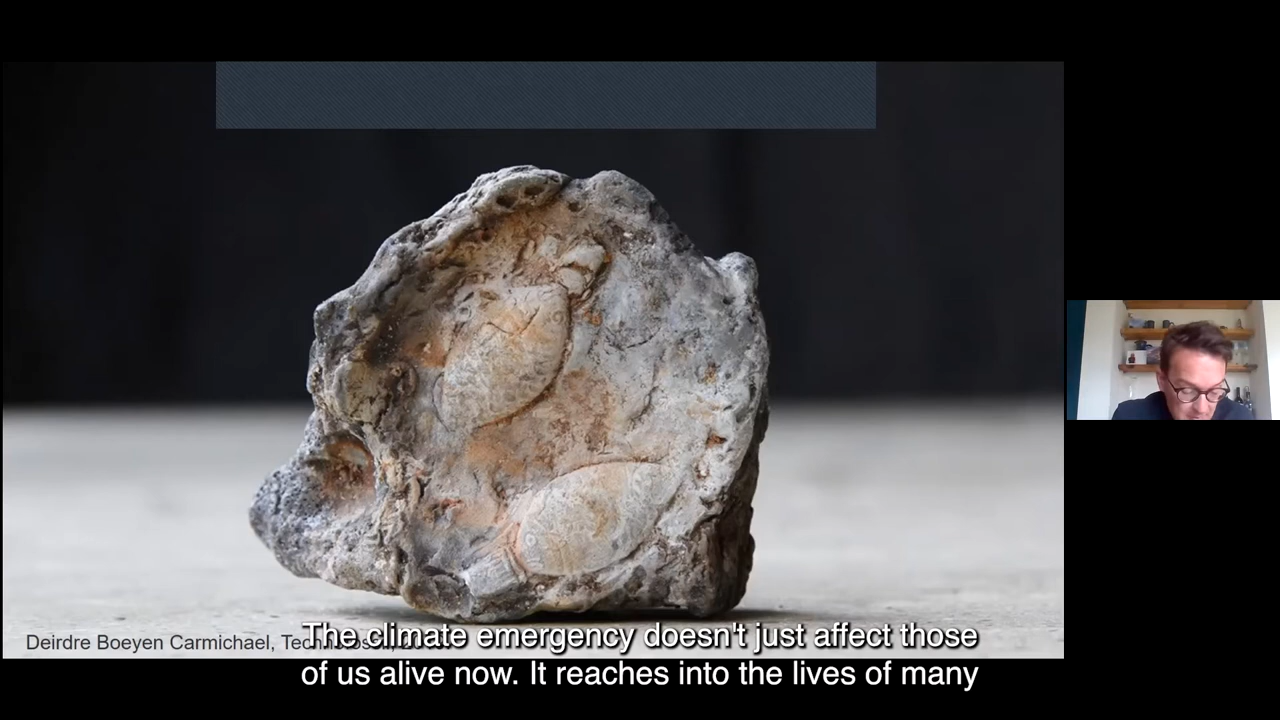 Deirdre Boeyen Carmichael,
The climate emergency doesn't just affect those
of us alive now. It reaches into the lives of many